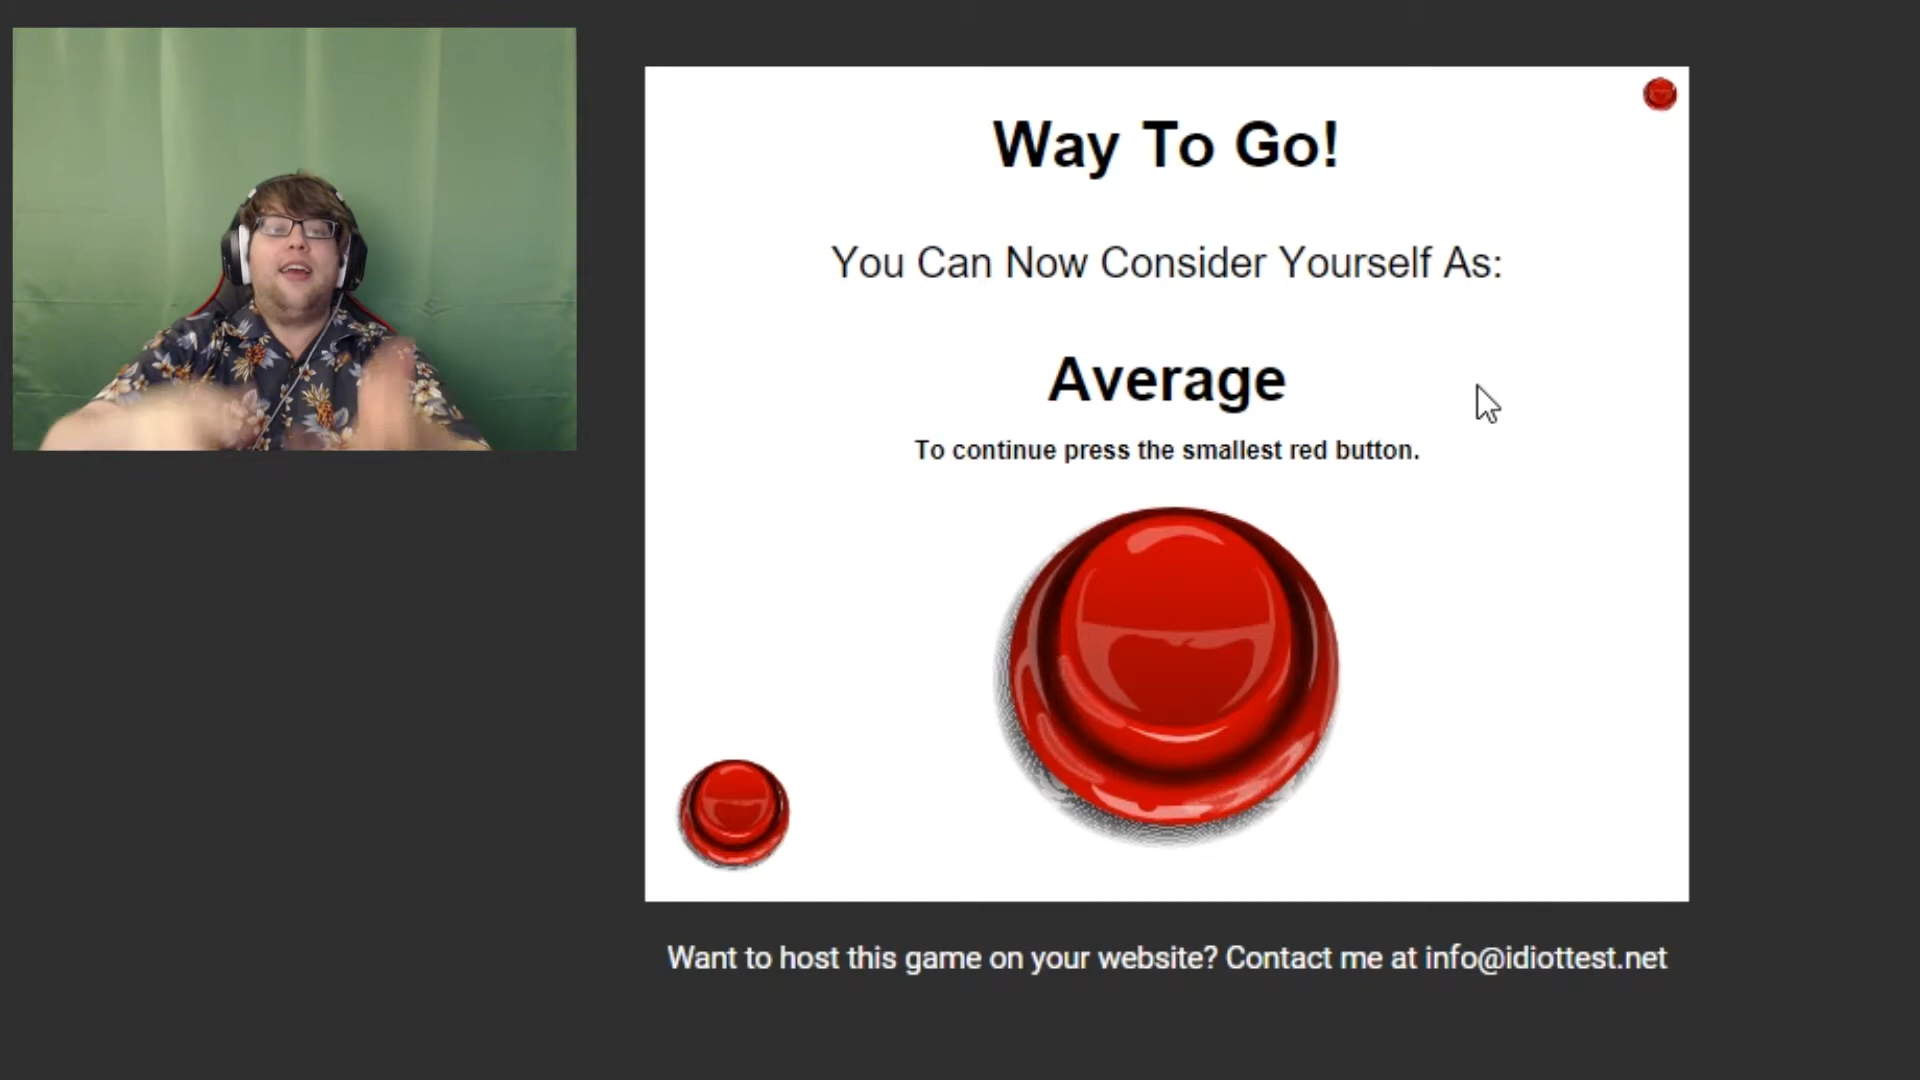 Way To Go!
You Can Now Consider Yourself As:
Average
To continue press the smallest red button.
Want to host this game on your website? Contact me at info@idiottest.net